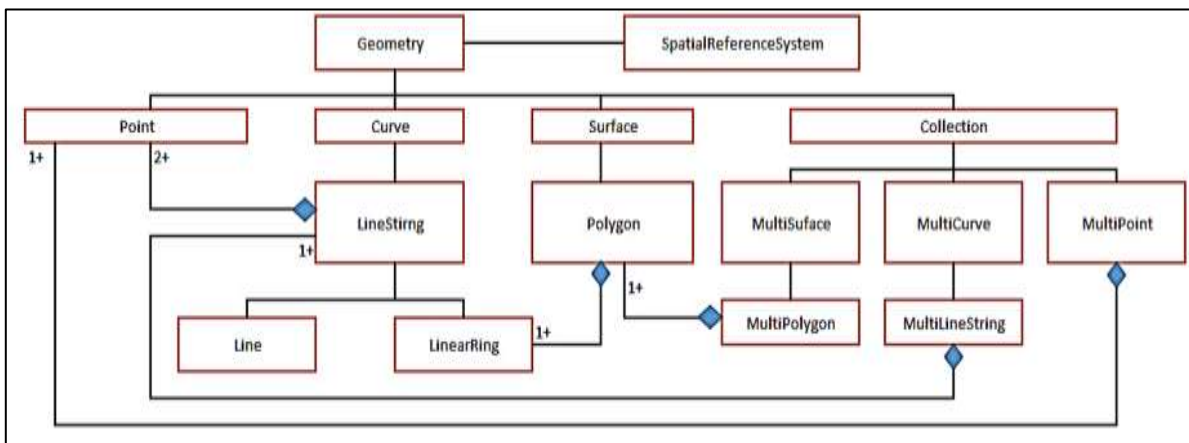 Geometry
SpatialReferenceSystem
Point
Curve
Surface
Collection
1+
2+
LineStirng
Polygon
MultiSuface
MultiCurve
MultiPoint
1+
1+
Line
LinearRing
1+
MultiPolygon
MultiLineString